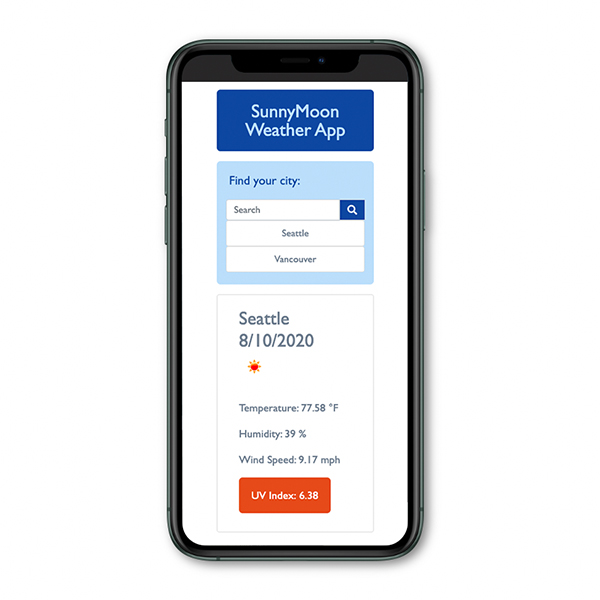 SunnyMoon
Weather App
Find your city:
Search
Seattle
Vancouver
Seattle
8/10/2020
Temperature: 77.58 °F
Humidity: 39 %
Wind Speed: 9.17 mph
UV Index: 6.38